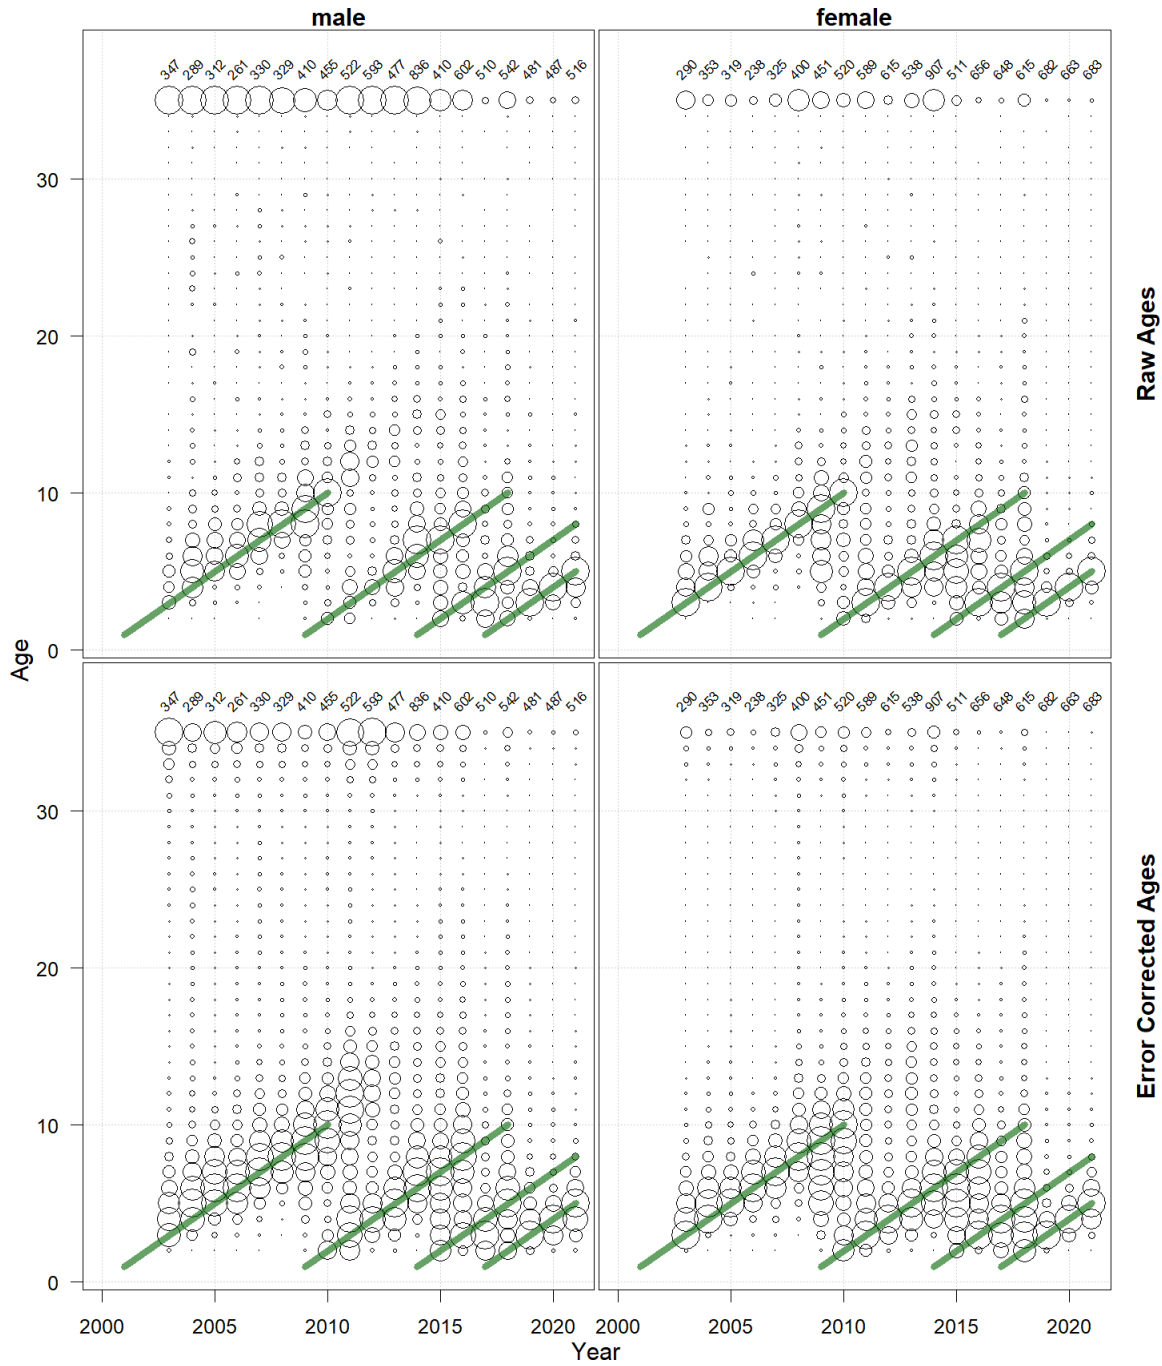 male
female
347 289 312 261 330 329 410 455 522 593 477 836 410 602 510 542 481 487 516
290 353 319 238 325 400 451 520 589 615 538 907 511 656 648 615 682 663 683
30
20
10
0
Raw Ages
Age
347 289 312 261 330 329 410 455 522 593 477 836 410 602 510 542 481 487 516
290 353 319 238 325 400 451 520 589 615 538 907 511 656 648 615 682 663 683
30
20
10
0
Error Corrected Ages
2000 2005 2010 2015 2020 2000 2005 2010 2015 2020
Year